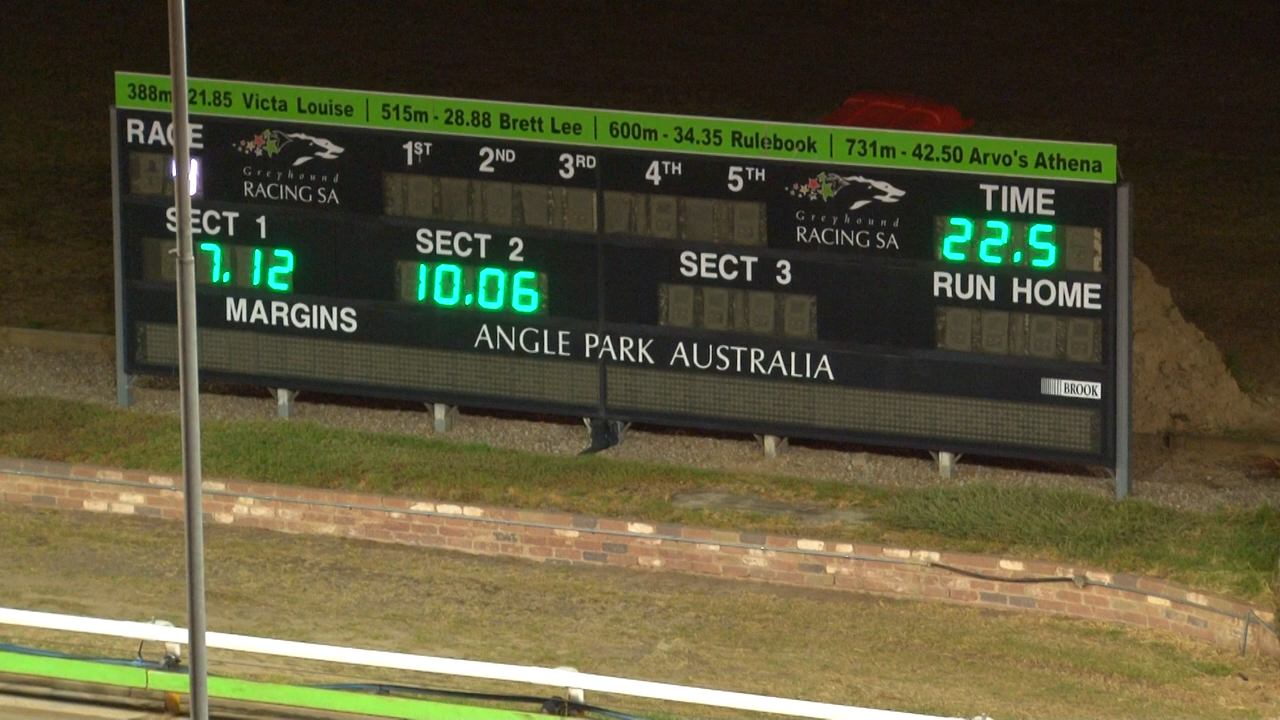 388m - 21.85 Victa Louise | 515m - 28.88 Brett Lee | 600m - 34.35 Rulebook | 731m - 42.50 Arvo's Athena
RACE
Greyhound
RACING SA
1ST 2ND 3RD 4TH 5TH
Greyhound
RACING SA
TIME
22.5
SECT 1
7.12
SECT 2
10.06
SECT 3
RUN HOME
MARGINS
ANGLE PARK AUSTRALIA
BROOK